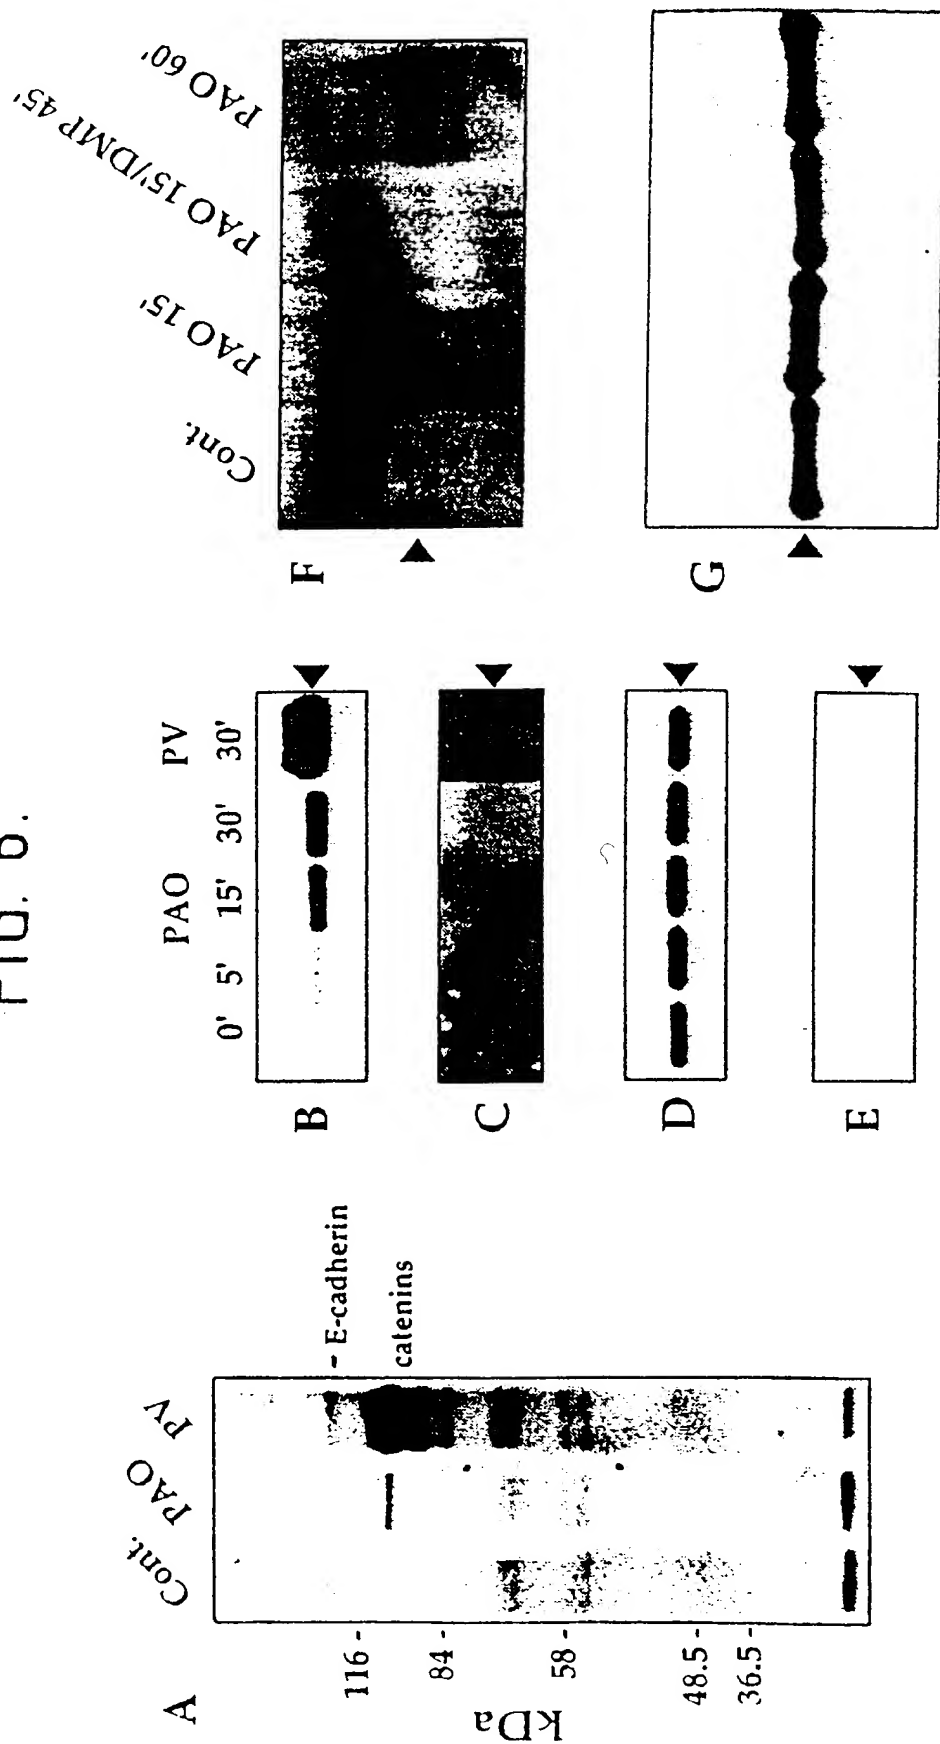 FIG. 6.
A
Cont. PAO PV
kDa
116 -
84 -
58 -
48.5 -
36.5 -
- E-cadherin
catenins
PAO PV
0' 5' 15' 30' 30'
B
C
D
E
Cont. PAO 15' PAO 15'/DMP 45' PAO 60'
F
G